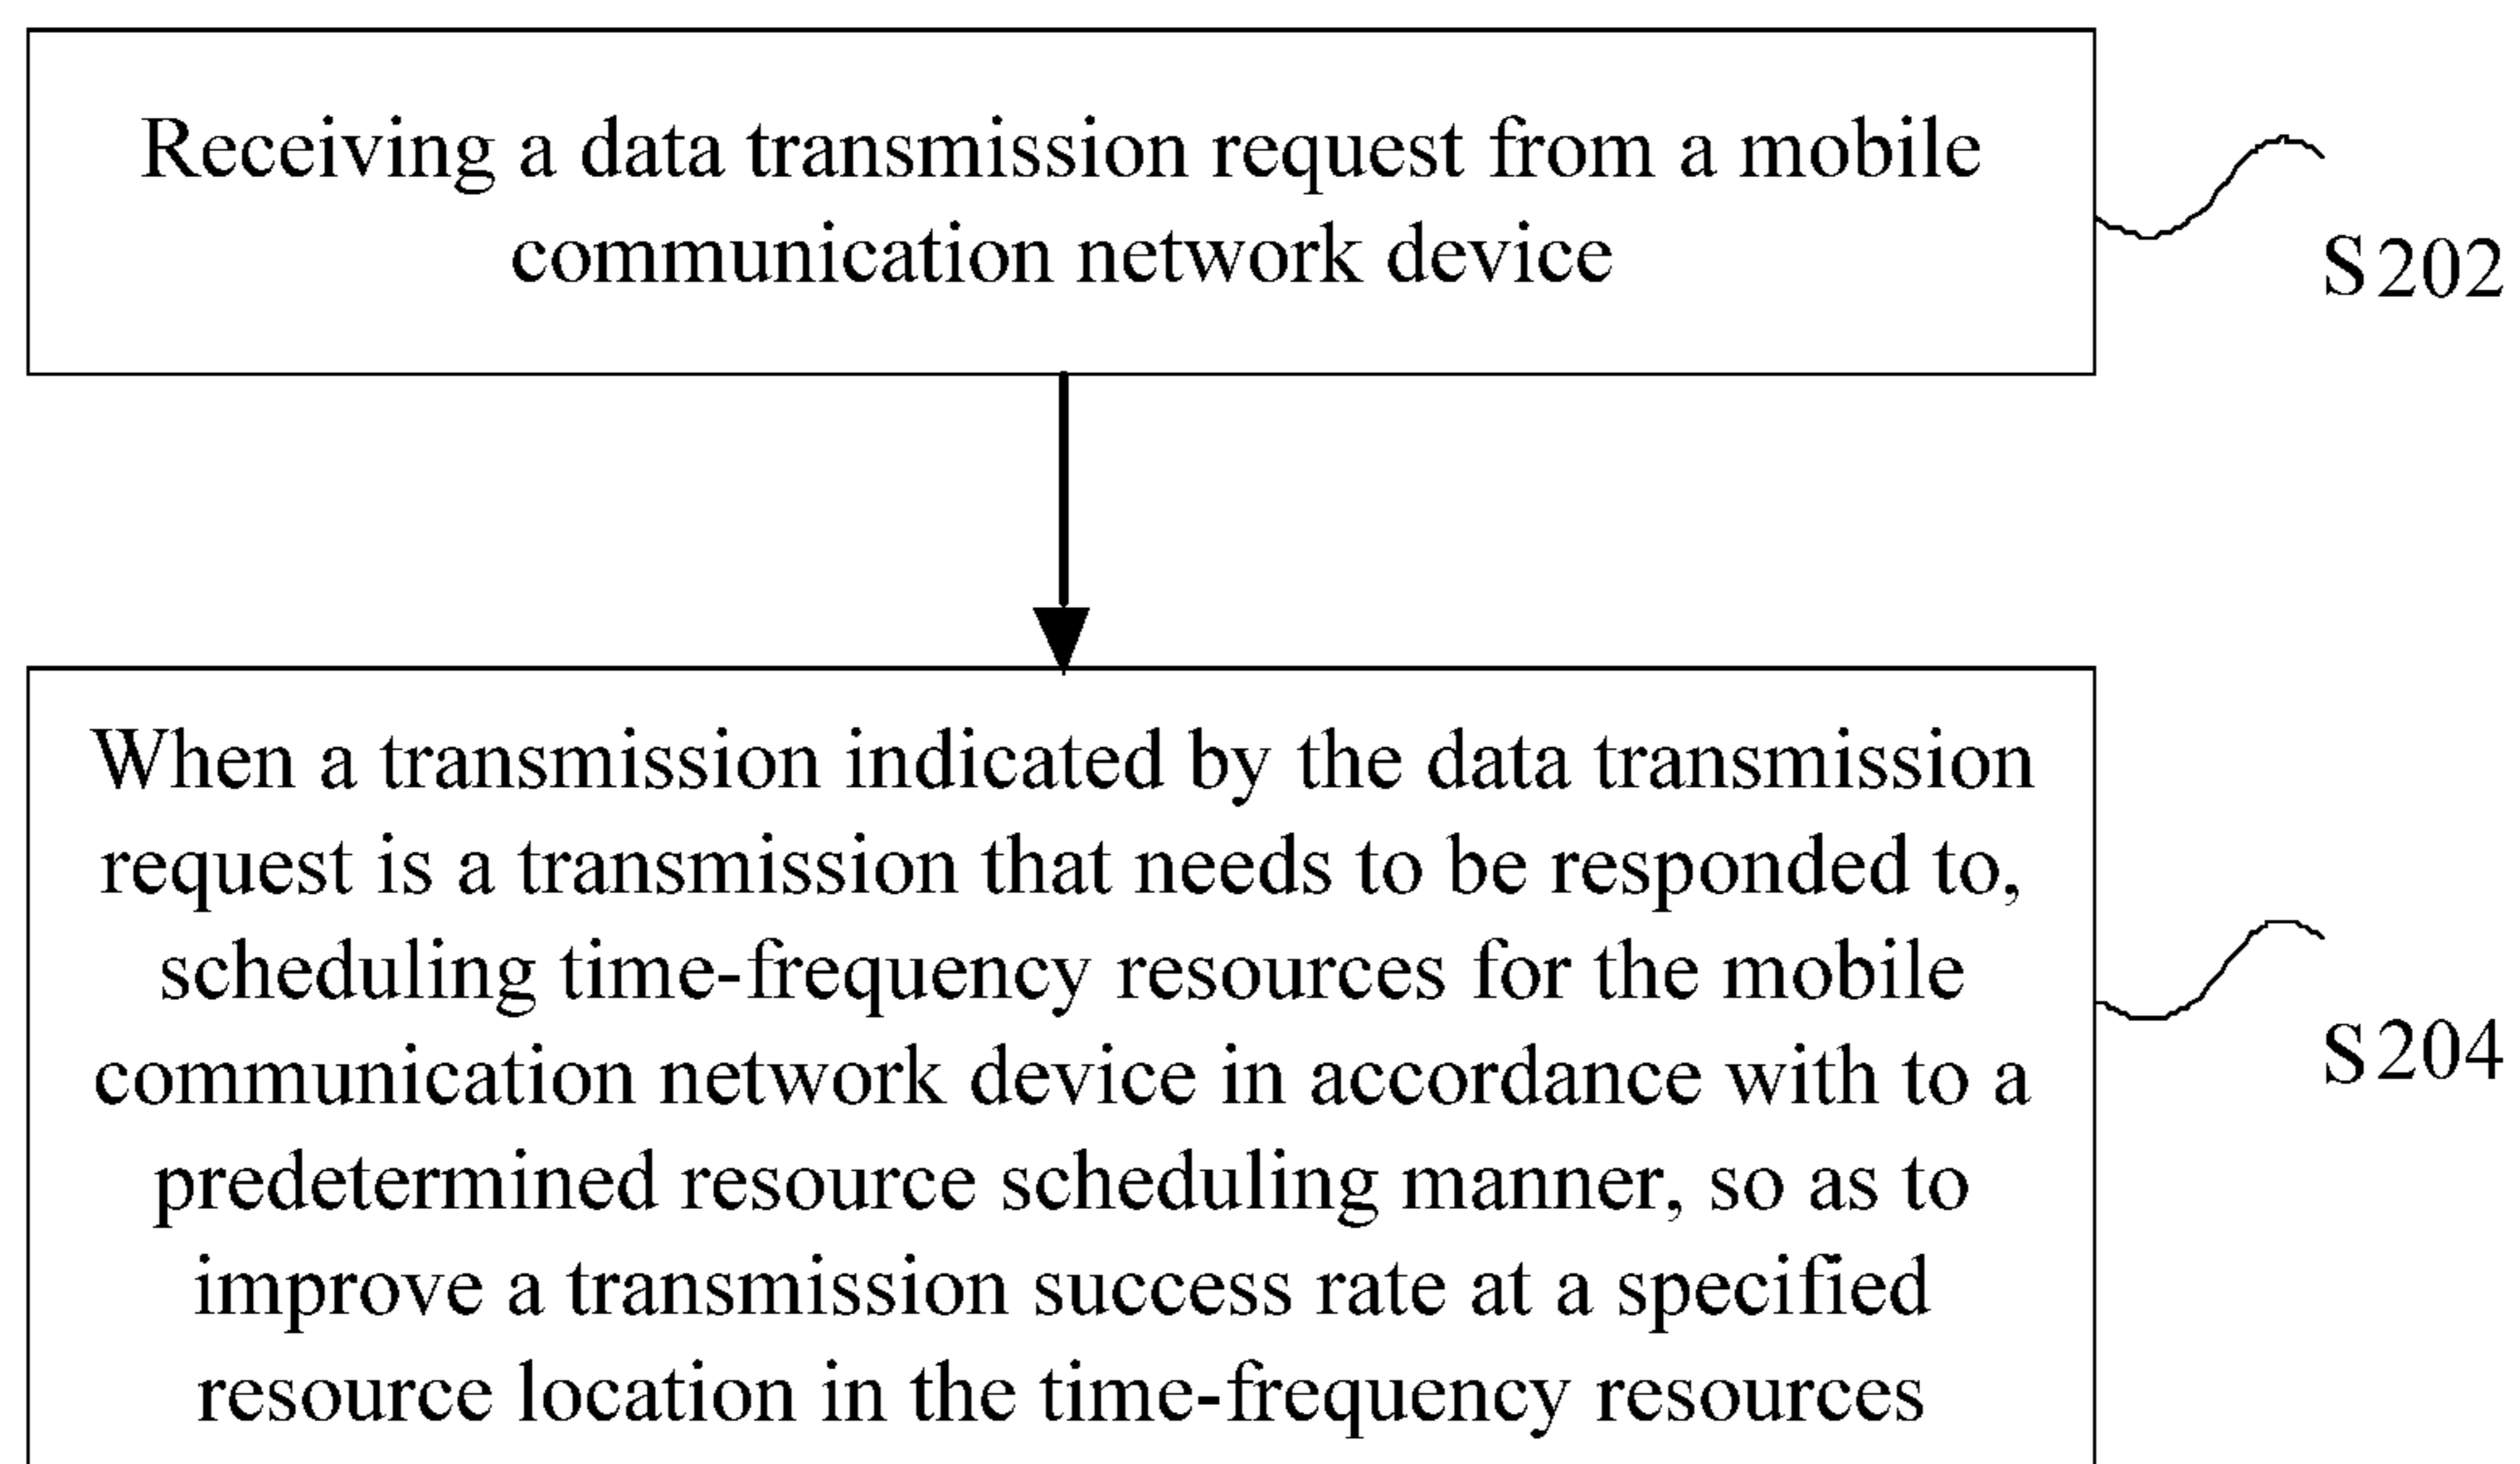 Receiving a data transmission request from a mobile
communication network device
S202
When a transmission indicated by the data transmission
request is a transmission that needs to be responded to,
scheduling time-frequency resources for the mobile
communication network device in accordance with to a
predetermined resource scheduling manner, so as to
improve a transmission success rate at a specified
resource location in the time-frequency resources
S204